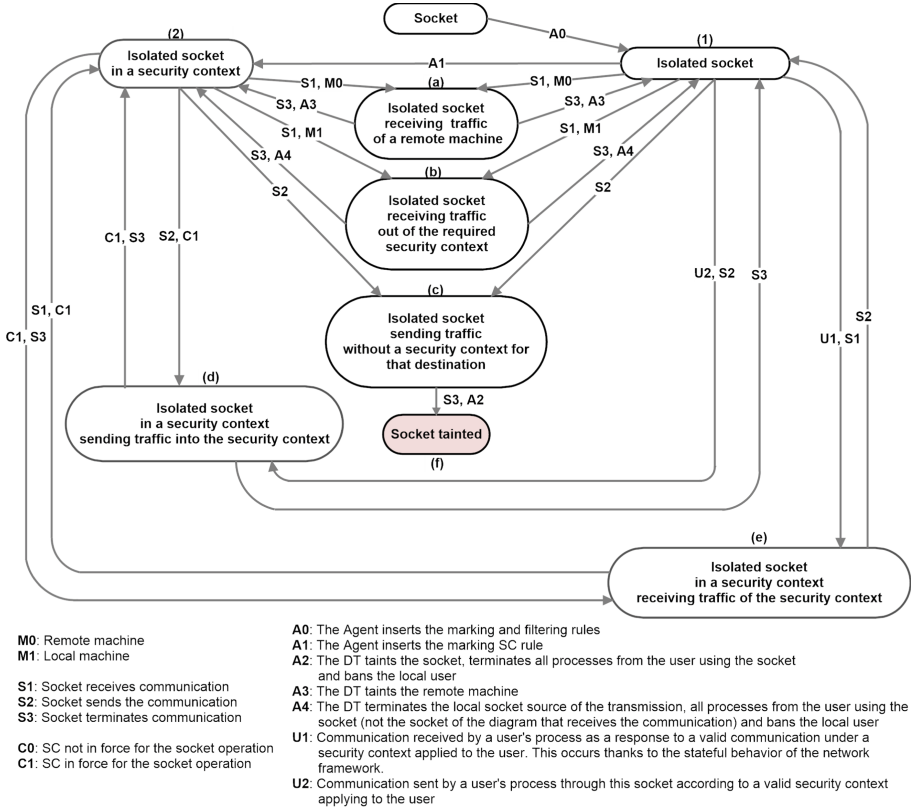 Socket
A0
(1)
(2)
Isolated socket
in a security context
A1
Isolated socket
S1, M0
(a)
S1, M0
S3, A3
Isolated socket
receiving traffic
of a remote machine
S3, A3
S1, M1
S1, M1
S3, A4
S3, A4
(b)
S2
S2
Isolated socket
receiving traffic
out of the required
security context
C1, S3
S2, C1
U2, S2
S3
(c)
S1, C1
C1, S3
S2
U1, S1
Isolated socket
sending traffic
without a security context for
that destination
(d)
S3, A2
Isolated socket
in a security context
sending traffic into the security context
Socket tainted
(f)
(e)
Isolated socket
in a security context
receiving traffic of the security context
M0: Remote machine
M1: Local machine
S1: Socket receives communication
S2: Socket sends the communication
S3: Socket terminates communication
C0: SC not in force for the socket operation
C1: SC in force for the socket operation
A0: The Agent inserts the marking and filtering rules
A1: The Agent inserts the marking SC rule
A2: The DT taints the socket, terminates all processes from the user using the socket
and bans the local user
A3: The DT taints the remote machine
A4: The DT terminates the local socket source of the transmission, all processes from the user using the
socket (not the socket of the diagram that receives the communication) and bans the local user
U1: Communication received by a user's process as a response to a valid communication under a
security context applied to the user. This occurs thanks to the stateful behavior of the network
framework.
U2: Communication sent by a user's process through this socket according to a valid security context
applying to the user